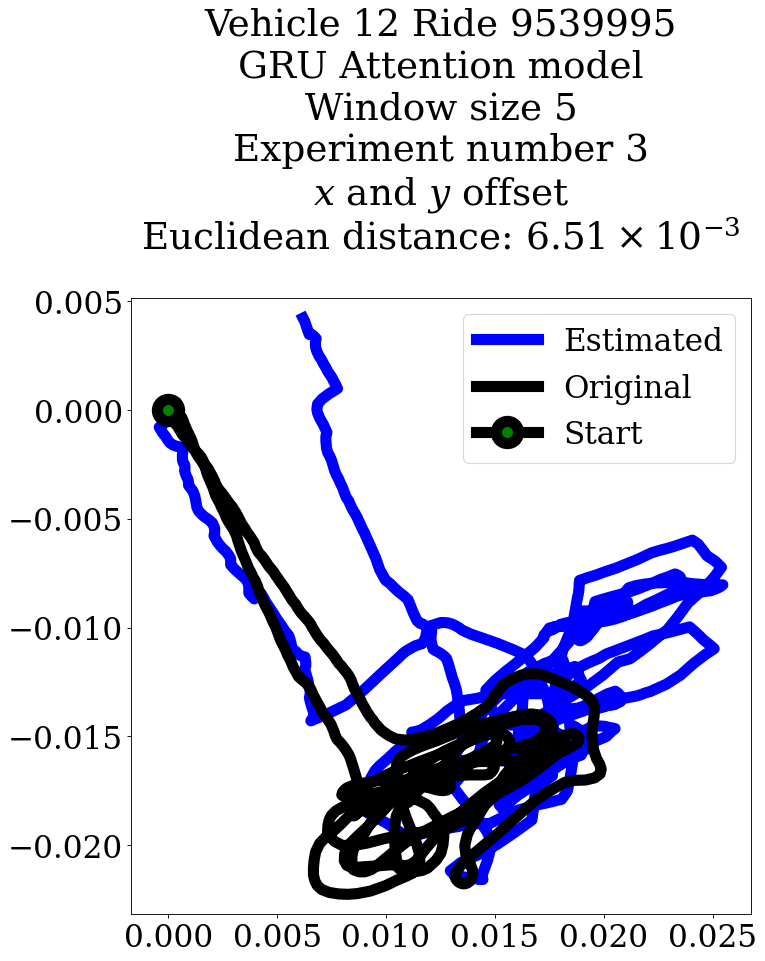 Vehicle 12 Ride 9539995
GRU Attention model
Window size 5
Experiment number 3
x and y offset
Euclidean distance: 6.51 × 10⁻³
0.005
0.000
−0.005
−0.010
−0.015
−0.020
Estimated
Original
Start
0.000 0.005 0.010 0.015 0.020 0.025